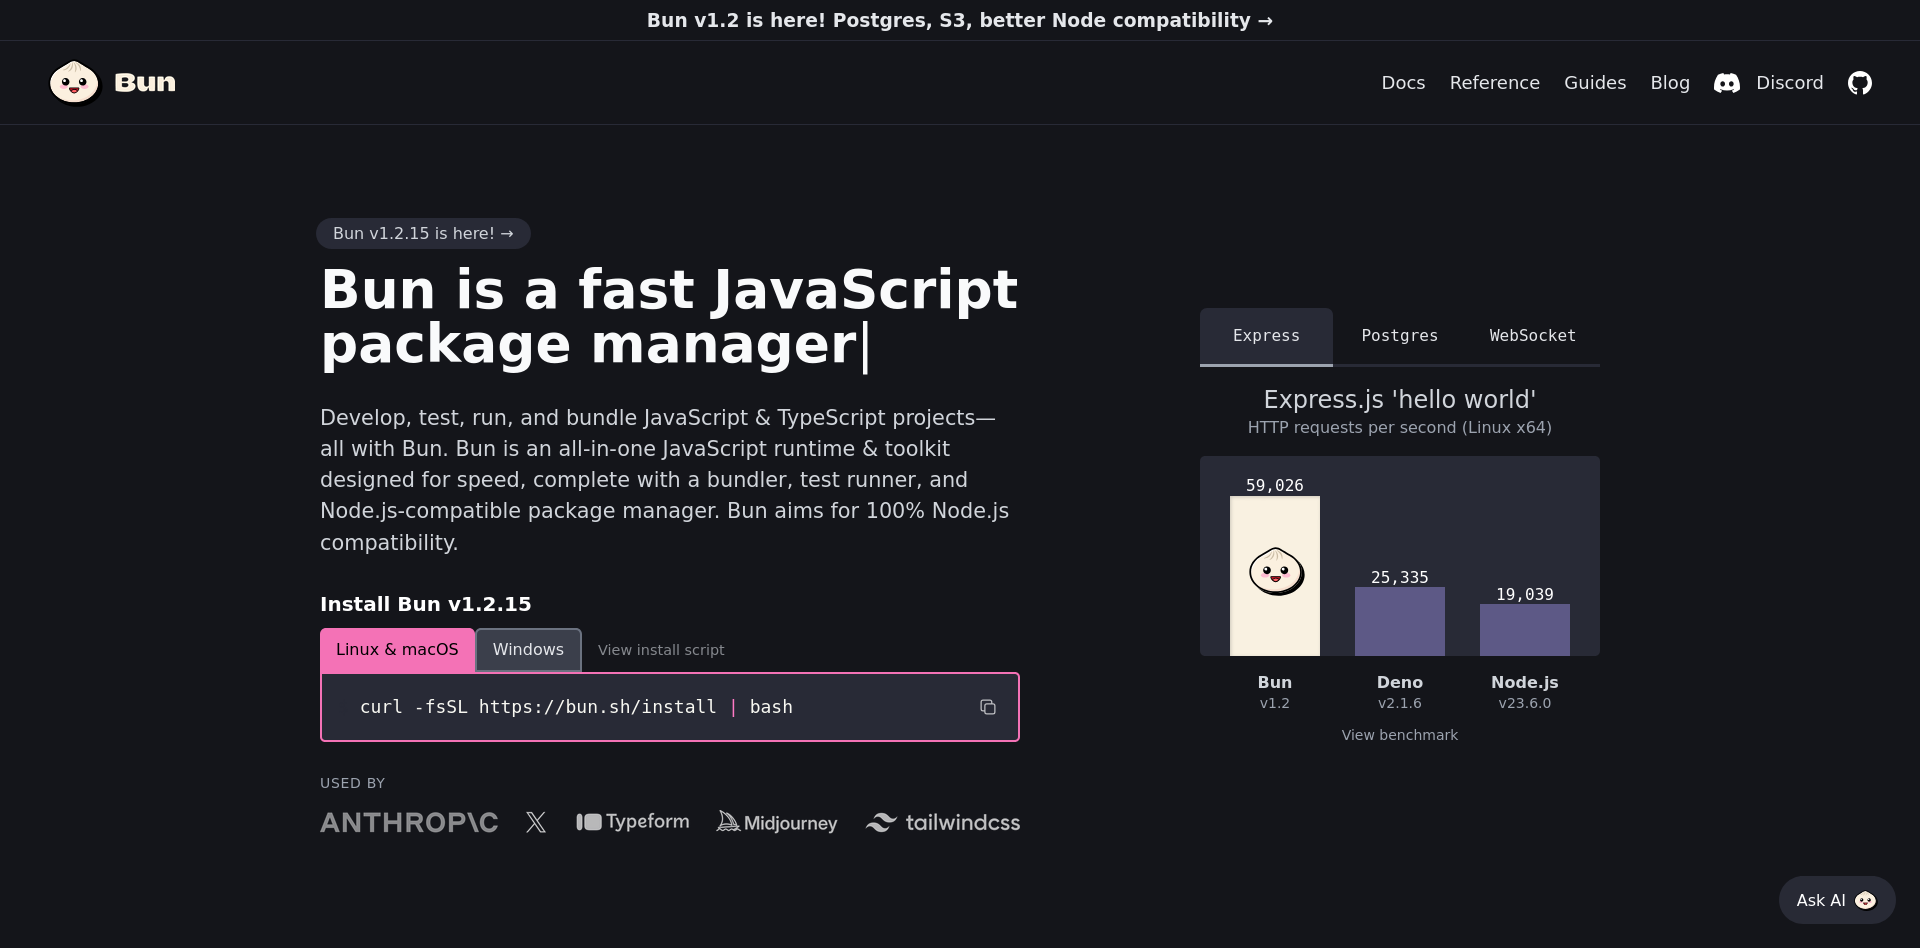 Bun v1.2 is here! Postgres, S3, better Node compatibility →
Bun
Docs Reference Guides Blog Discord
Bun v1.2.15 is here! →
Bun is a fast JavaScript
package manager|
Develop, test, run, and bundle JavaScript & TypeScript projects—
all with Bun. Bun is an all-in-one JavaScript runtime & toolkit
designed for speed, complete with a bundler, test runner, and
Node.js-compatible package manager. Bun aims for 100% Node.js
compatibility.
Install Bun v1.2.15
Linux & macOS Windows View install script
curl -fsSL https://bun.sh/install | bash
USED BY
ANTHROP\C X Typeform Midjourney tailwindcss
Express Postgres WebSocket
Express.js 'hello world'
HTTP requests per second (Linux x64)
59,026
25,335
19,039
Bun Deno Node.js
v1.2 v2.1.6 v23.6.0
View benchmark
Ask AI